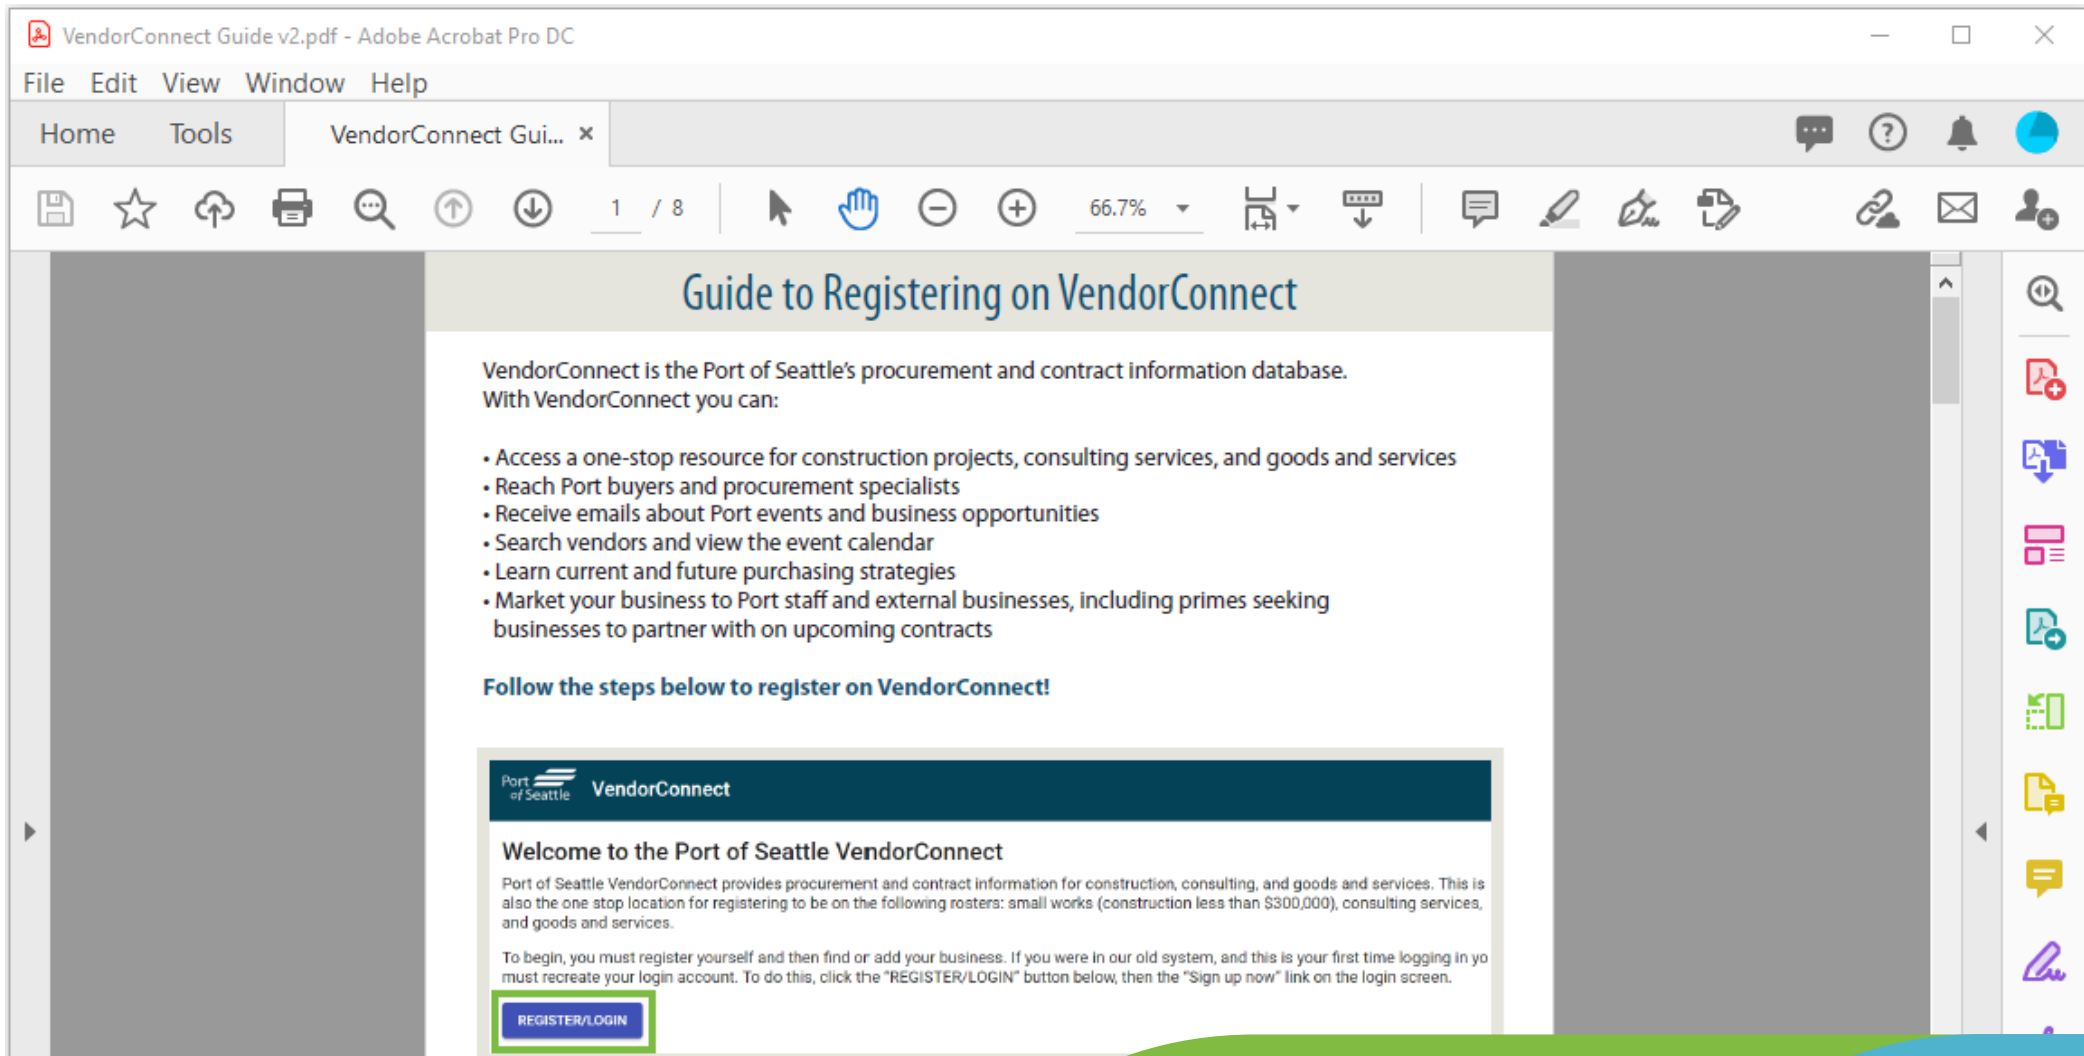 VendorConnect Guide v2.pdf - Adobe Acrobat Pro DC
File Edit View Window Help
Home Tools VendorConnect Gui... ×
1 / 8 66.7%
Guide to Registering on VendorConnect
VendorConnect is the Port of Seattle's procurement and contract information database.
With VendorConnect you can:
• Access a one-stop resource for construction projects, consulting services, and goods and services
• Reach Port buyers and procurement specialists
• Receive emails about Port events and business opportunities
• Search vendors and view the event calendar
• Learn current and future purchasing strategies
• Market your business to Port staff and external businesses, including primes seeking
businesses to partner with on upcoming contracts
Follow the steps below to register on VendorConnect!
Port
of Seattle
VendorConnect
Welcome to the Port of Seattle VendorConnect
Port of Seattle VendorConnect provides procurement and contract information for construction, consulting, and goods and services. This is
also the one stop location for registering to be on the following rosters: small works (construction less than $300,000), consulting services,
and goods and services.
To begin, you must register yourself and then find or add your business. If you were in our old system, and this is your first time logging in yo
must recreate your login account. To do this, click the "REGISTER/LOGIN" button below, then the "Sign up now" link on the login screen.
REGISTER/LOGIN